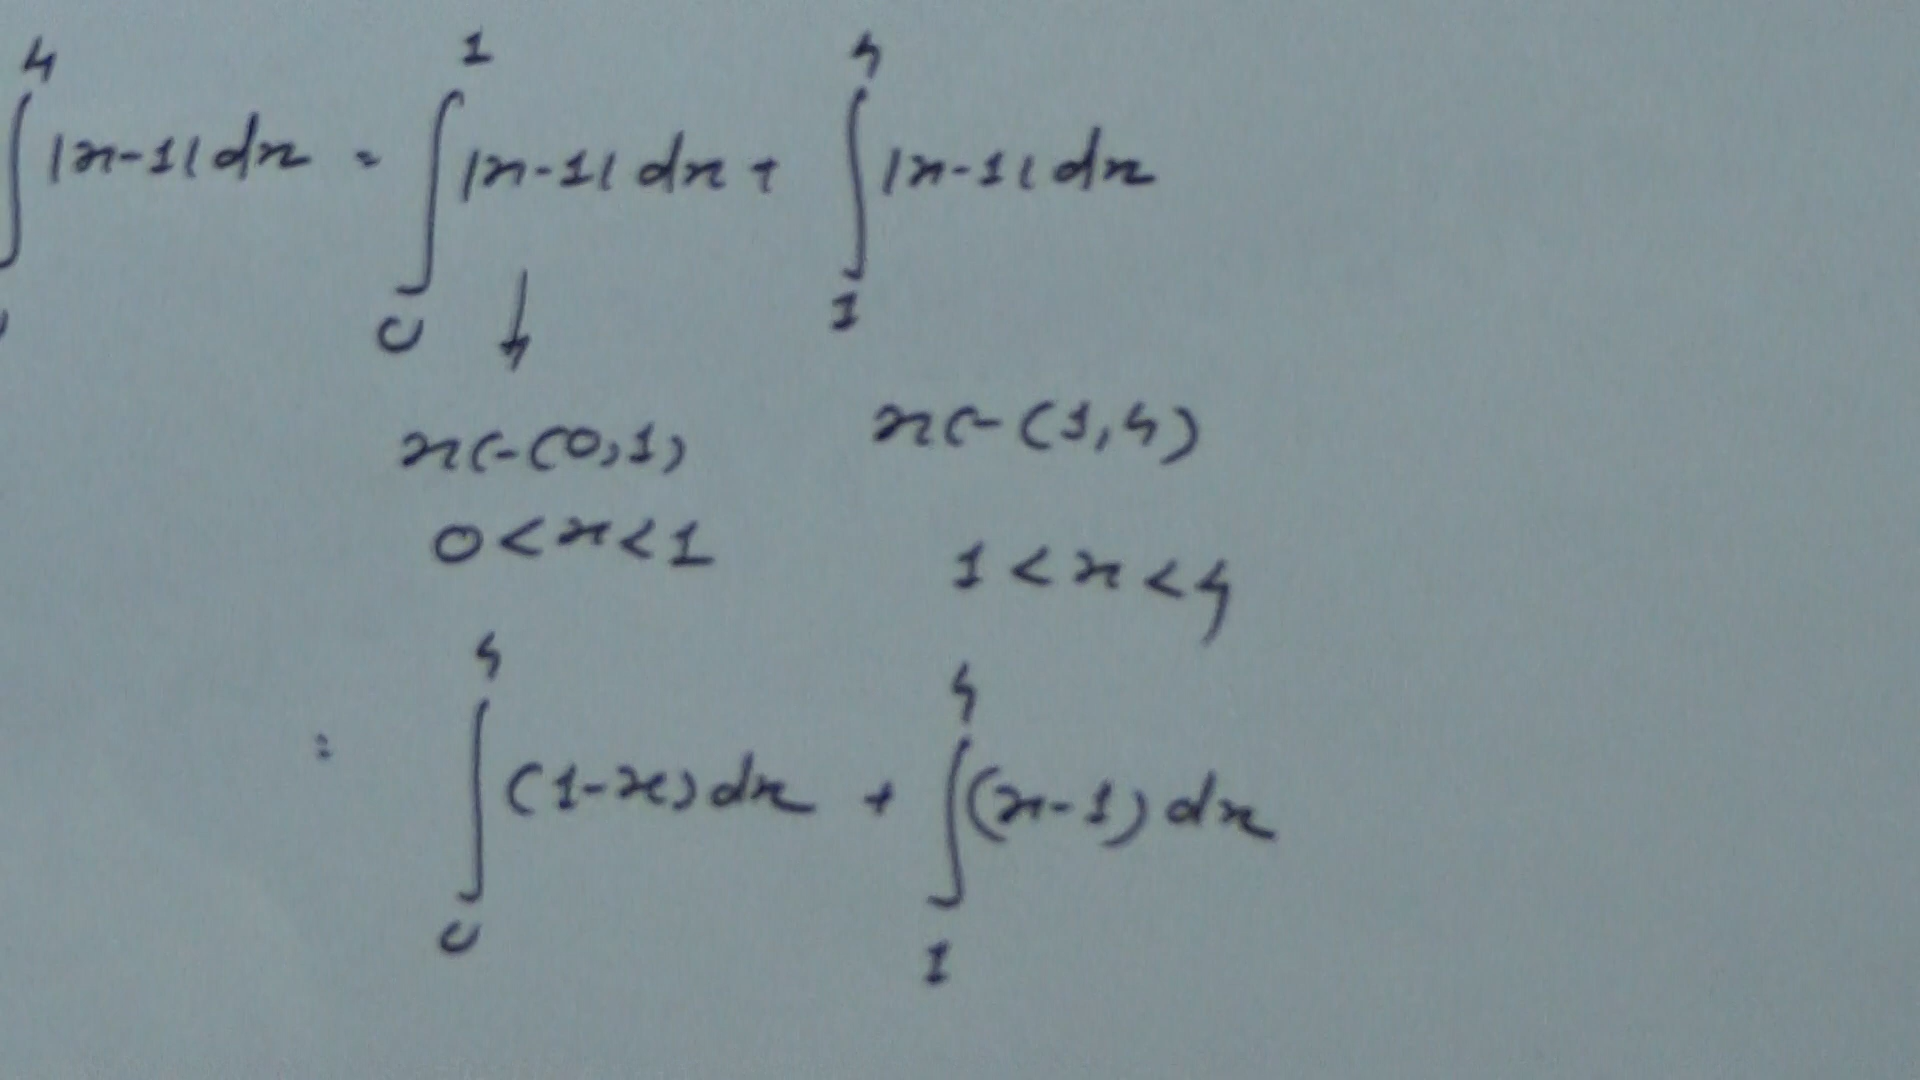 ∫₀⁴ |x-1| dx = ∫₀¹ |x-1| dx + ∫₁⁴ |x-1| dx
↓
x ∈ (0,1) x ∈ (1,4)
0 < x < 1 1 < x < 4
= ∫₀⁴ (1-x) dx + ∫₁⁴ (x-1) dx